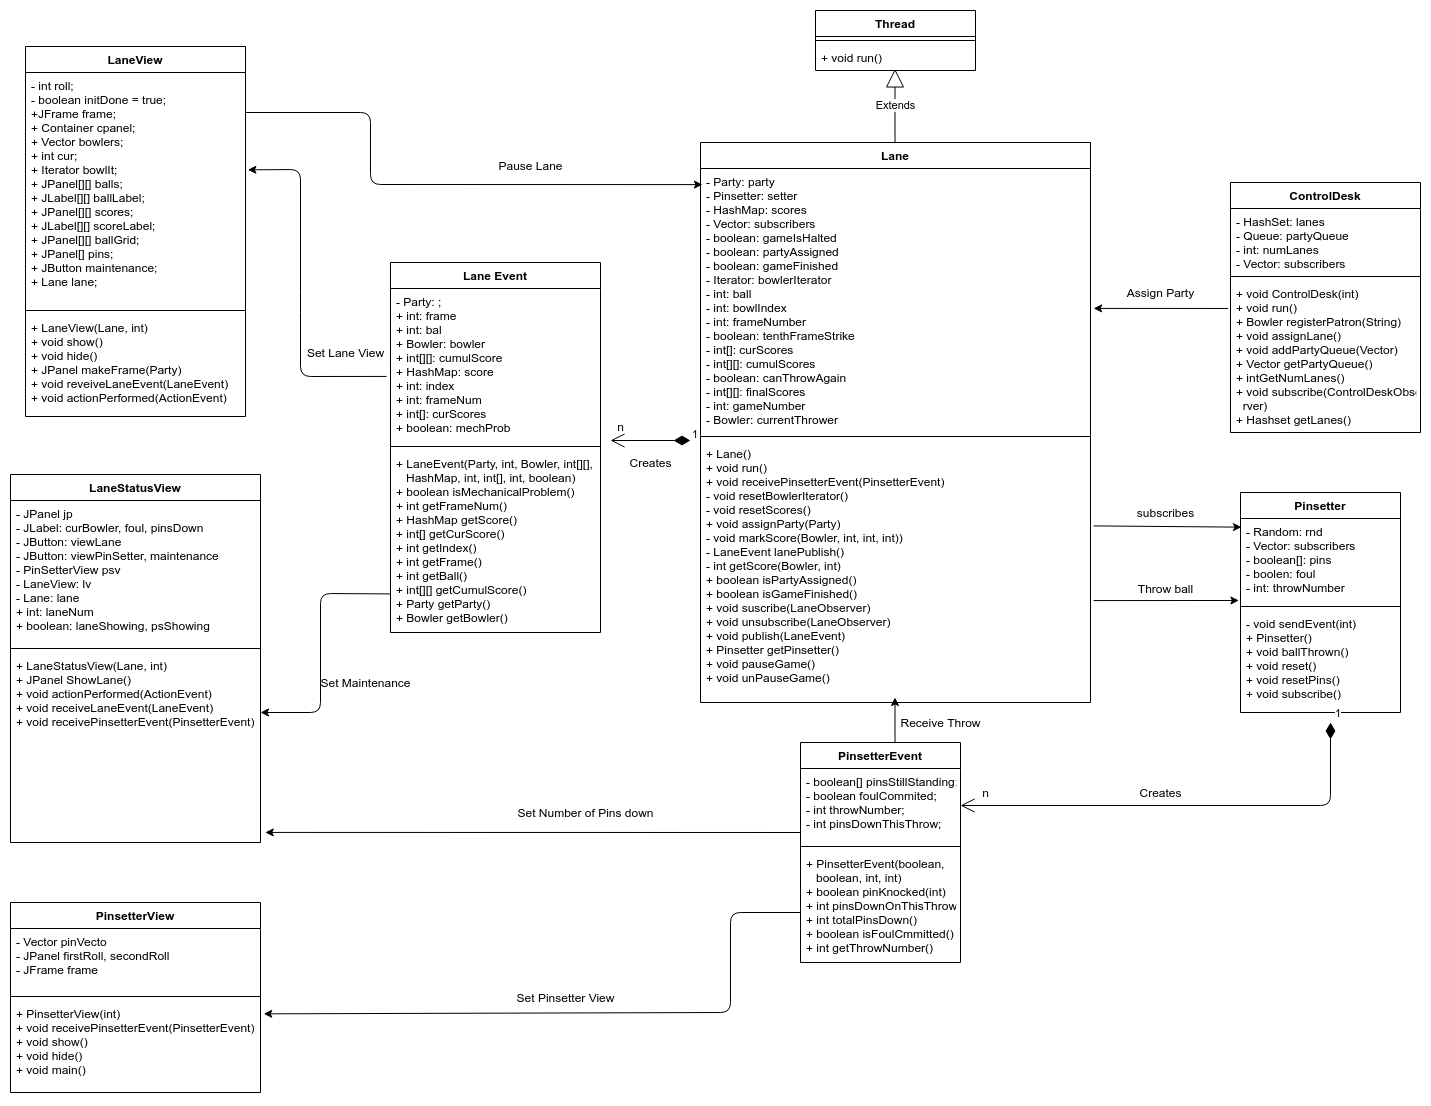 Thread
+ void run()
Extends
LaneView
- int roll;
- boolean initDone = true;
+JFrame frame;
+ Container cpanel;
+ Vector bowlers;
+ int cur;
+ Iterator bowlIt;
+ JPanel[][] balls;
+ JLabel[][] ballLabel;
+ JPanel[][] scores;
+ JLabel[][] scoreLabel;
+ JPanel[][] ballGrid;
+ JPanel[] pins;
+ JButton maintenance;
+ Lane lane;
+ LaneView(Lane, int)
+ void show()
+ void hide()
+ JPanel makeFrame(Party)
+ void reveiveLaneEvent(LaneEvent)
+ void actionPerformed(ActionEvent)
Pause Lane
Set Lane View
Lane Event
- Party: ;
+ int: frame
+ int: bal
+ Bowler: bowler
+ int[][]: cumulScore
+ HashMap: score
+ int: index
+ int: frameNum
+ int[]: curScores
+ boolean: mechProb
+ LaneEvent(Party, int, Bowler, int[][],
HashMap, int, int[], int, boolean)
+ boolean isMechanicalProblem()
+ int getFrameNum()
+ HashMap getScore()
+ int[] getCurScore()
+ int getIndex()
+ int getFrame()
+ int getBall()
+ int[][] getCumulScore()
+ Party getParty()
+ Bowler getBowler()
n
1
Creates
Lane
- Party: party
- Pinsetter: setter
- HashMap: scores
- Vector: subscribers
- boolean: gameIsHalted
- boolean: partyAssigned
- boolean: gameFinished
- Iterator: bowlerIterator
- int: ball
- int: bowlIndex
- int: frameNumber
- boolean: tenthFrameStrike
- int[]: curScores
- int[][]: cumulScores
- boolean: canThrowAgain
- int[][]: finalScores
- int: gameNumber
- Bowler: currentThrower
+ Lane()
+ void run()
+ void receivePinsetterEvent(PinsetterEvent)
- void resetBowlerIterator()
- void resetScores()
+ void assignParty(Party)
- void markScore(Bowler, int, int, int))
- LaneEvent lanePublish()
- int getScore(Bowler, int)
+ boolean isPartyAssigned()
+ boolean isGameFinished()
+ void suscribe(LaneObserver)
+ void unsubscribe(LaneObserver)
+ void publish(LaneEvent)
+ Pinsetter getPinsetter()
+ void pauseGame()
+ void unPauseGame()
Assign Party
ControlDesk
- HashSet: lanes
- Queue: partyQueue
- int: numLanes
- Vector: subscribers
+ void ControlDesk(int)
+ void run()
+ Bowler registerPatron(String)
+ void assignLane()
+ void addPartyQueue(Vector)
+ Vector getPartyQueue()
+ intGetNumLanes()
+ void subscribe(ControlDeskObse
rver)
+ Hashset getLanes()
subscribes
Throw ball
Pinsetter
- Random: rnd
- Vector: subscribers
- boolean[]: pins
- boolen: foul
- int: throwNumber
- void sendEvent(int)
+ Pinsetter()
+ void ballThrown()
+ void reset()
+ void resetPins()
+ void subscribe()
1
Creates
n
LaneStatusView
- JPanel jp
- JLabel: curBowler, foul, pinsDown
- JButton: viewLane
- JButton: viewPinSetter, maintenance
- PinSetterView psv
- LaneView: lv
- Lane: lane
+ int: laneNum
+ boolean: laneShowing, psShowing
+ LaneStatusView(Lane, int)
+ JPanel ShowLane()
+ void actionPerformed(ActionEvent)
+ void receiveLaneEvent(LaneEvent)
+ void receivePinsetterEvent(PinsetterEvent)
Set Maintenance
Receive Throw
PinsetterEvent
- boolean[] pinsStillStanding;
- boolean foulCommited;
- int throwNumber;
- int pinsDownThisThrow;
+ PinsetterEvent(boolean,
boolean, int, int)
+ boolean pinKnocked(int)
+ int pinsDownOnThisThrow
+ int totalPinsDown()
+ boolean isFoulCmmitted()
+ int getThrowNumber()
Set Number of Pins down
Set Pinsetter View
PinsetterView
- Vector pinVecto
- JPanel firstRoll, secondRoll
- JFrame frame
+ PinsetterView(int)
+ void receivePinsetterEvent(PinsetterEvent)
+ void show()
+ void hide()
+ void main()